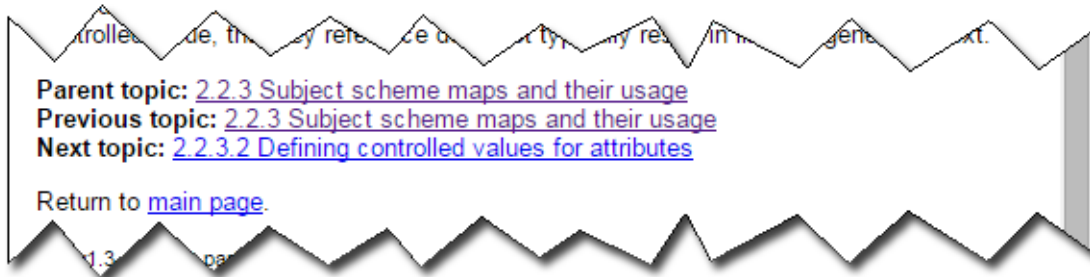 reference
Parent topic: 2.2.3 Subject scheme maps and their usage
Previous topic: 2.2.3 Subject scheme maps and their usage
Next topic: 2.2.3.2 Defining controlled values for attributes
Return to main page.